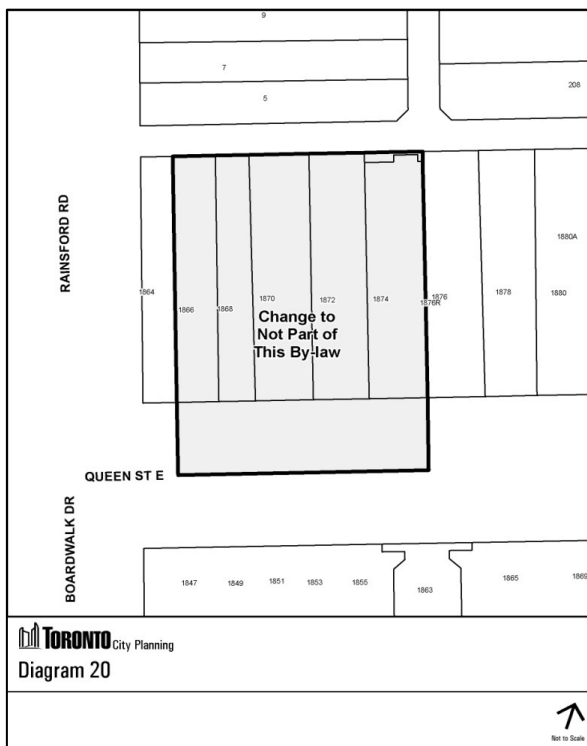 9
7
5
208
RAINSFORD RD
1864
1866
1868
1870
1872
1874
1876R
1876
1878
1880A
1880
Change to
Not Part of
This By-law
QUEEN ST E
BOARDWALK DR
1847
1849
1851
1853
1855
1863
1865
1869
TORONTO City Planning
Diagram 20
Not to Scale